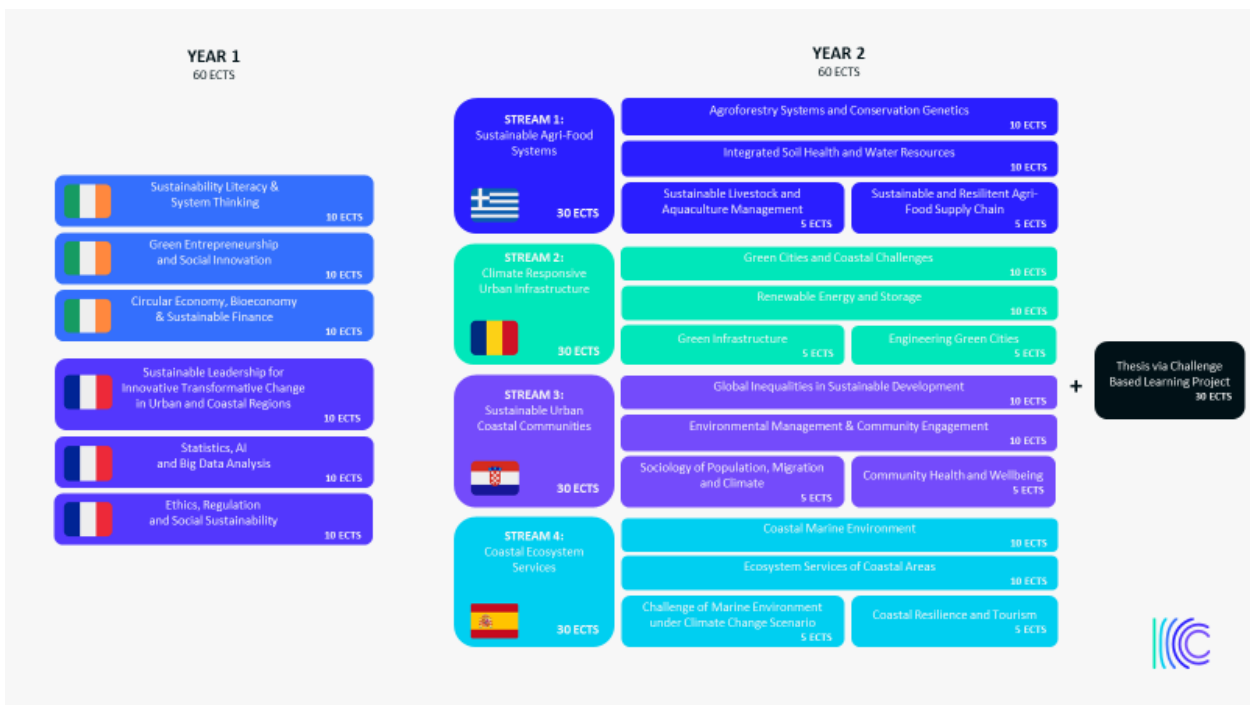 YEAR 1
60 ECTS
Sustainability Literacy &
System Thinking
10 ECTS
Green Entrepreneurship
and Social Innovation
10 ECTS
Circular Economy, Bioeconomy
& Sustainable Finance
10 ECTS
Sustainable Leadership for
Innovative Transformative Change
in Urban and Coastal Regions
10 ECTS
Statistics, AI
and Big Data Analysis
10 ECTS
Ethics, Regulation
and Social Sustainability
10 ECTS
YEAR 2
60 ECTS
STREAM 1:
Sustainable Agri-Food
Systems
30 ECTS
Agroforestry Systems and Conservation Genetics
10 ECTS
Integrated Soil Health and Water Resources
10 ECTS
Sustainable Livestock and
Aquaculture Management
5 ECTS
Sustainable and Resilitent Agri-
Food Supply Chain
5 ECTS
STREAM 2:
Climate Responsive
Urban Infrastructure
30 ECTS
Green Cities and Coastal Challenges
10 ECTS
Renewable Energy and Storage
10 ECTS
Green Infrastructure
5 ECTS
Engineering Green Cities
5 ECTS
STREAM 3:
Sustainable Urban
Coastal Communities
30 ECTS
Global Inequalities in Sustainable Development
10 ECTS
Environmental Management & Community Engagement
10 ECTS
Sociology of Population, Migration
and Climate
5 ECTS
Community Health and Wellbeing
5 ECTS
STREAM 4:
Coastal Ecosystem
Services
30 ECTS
Coastal Marine Environment
10 ECTS
Ecosystem Services of Coastal Areas
10 ECTS
Challenge of Marine Environment
under Climate Change Scenario
5 ECTS
Coastal Resilience and Tourism
5 ECTS
+
Thesis via Challenge
Based Learning Project
30 ECTS